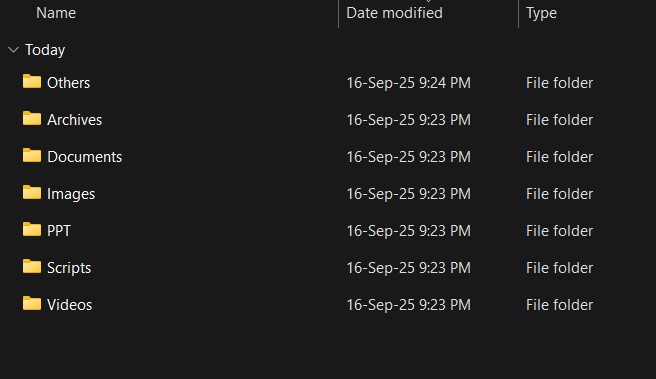 Name Date modified Type
Today
Others 16-Sep-25 9:24 PM File folder
Archives 16-Sep-25 9:23 PM File folder
Documents 16-Sep-25 9:23 PM File folder
Images 16-Sep-25 9:23 PM File folder
PPT 16-Sep-25 9:23 PM File folder
Scripts 16-Sep-25 9:23 PM File folder
Videos 16-Sep-25 9:23 PM File folder